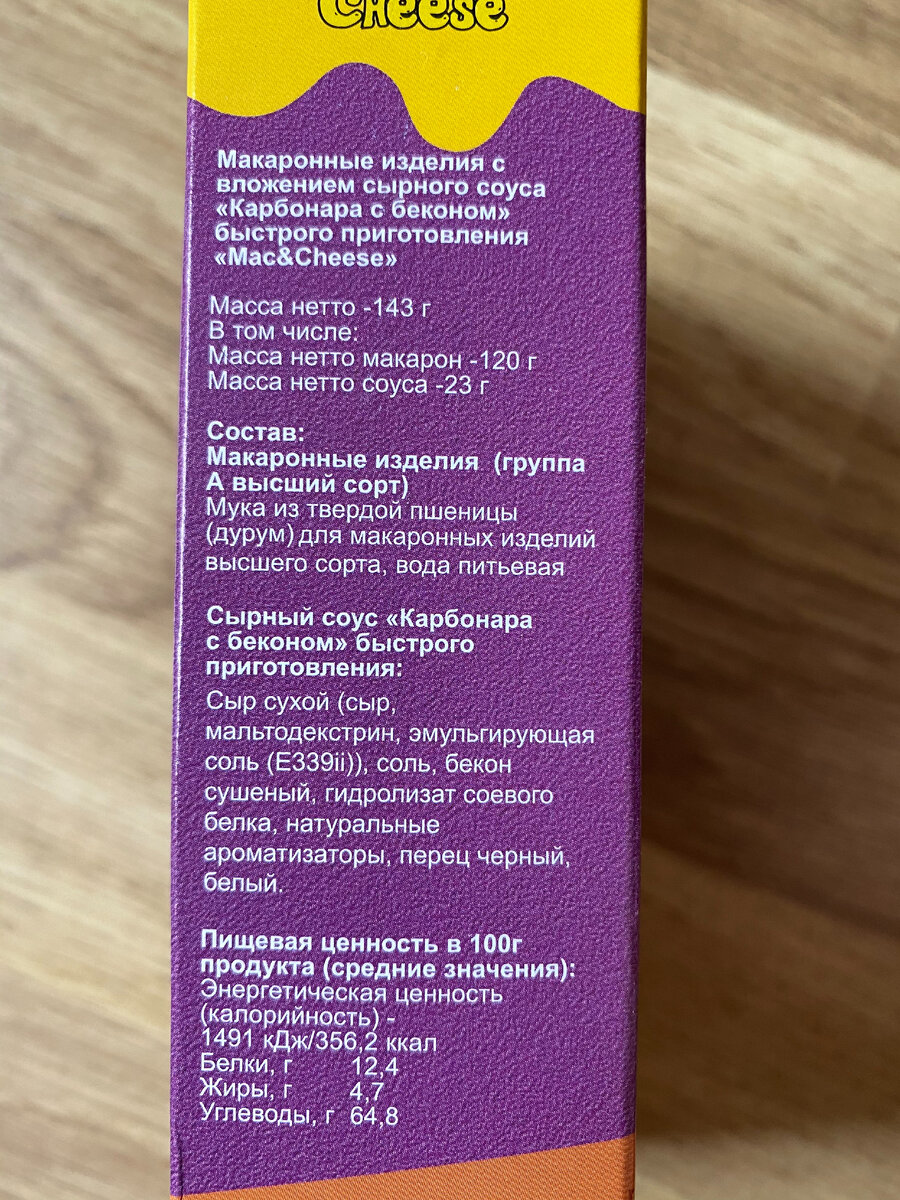 Cheese
Макаронные изделия с
вложением сырного соуса
«Карбонара с беконом»
быстрого приготовления
«Mac&Cheese»
Масса нетто -143 г
В том числе:
Масса нетто макарон -120 г
Масса нетто соуса -23 г
Состав:
Макаронные изделия (группа
А высший сорт)
Мука из твердой пшеницы
(дурум) для макаронных изделий
высшего сорта, вода питьевая
Сырный соус «Карбонара
с беконом» быстрого
приготовления:
Сыр сухой (сыр,
мальтодекстрин, эмульгирующая
соль (Е339ii)), соль, бекон
сушеный, гидролизат соевого
белка, натуральные
ароматизаторы, перец черный,
белый.
Пищевая ценность в 100г
продукта (средние значения):
Энергетическая ценность
(калорийность) -
1491 кДж/356,2 ккал
Белки, г 12,4
Жиры, г 4,7
Углеводы, г 64,8